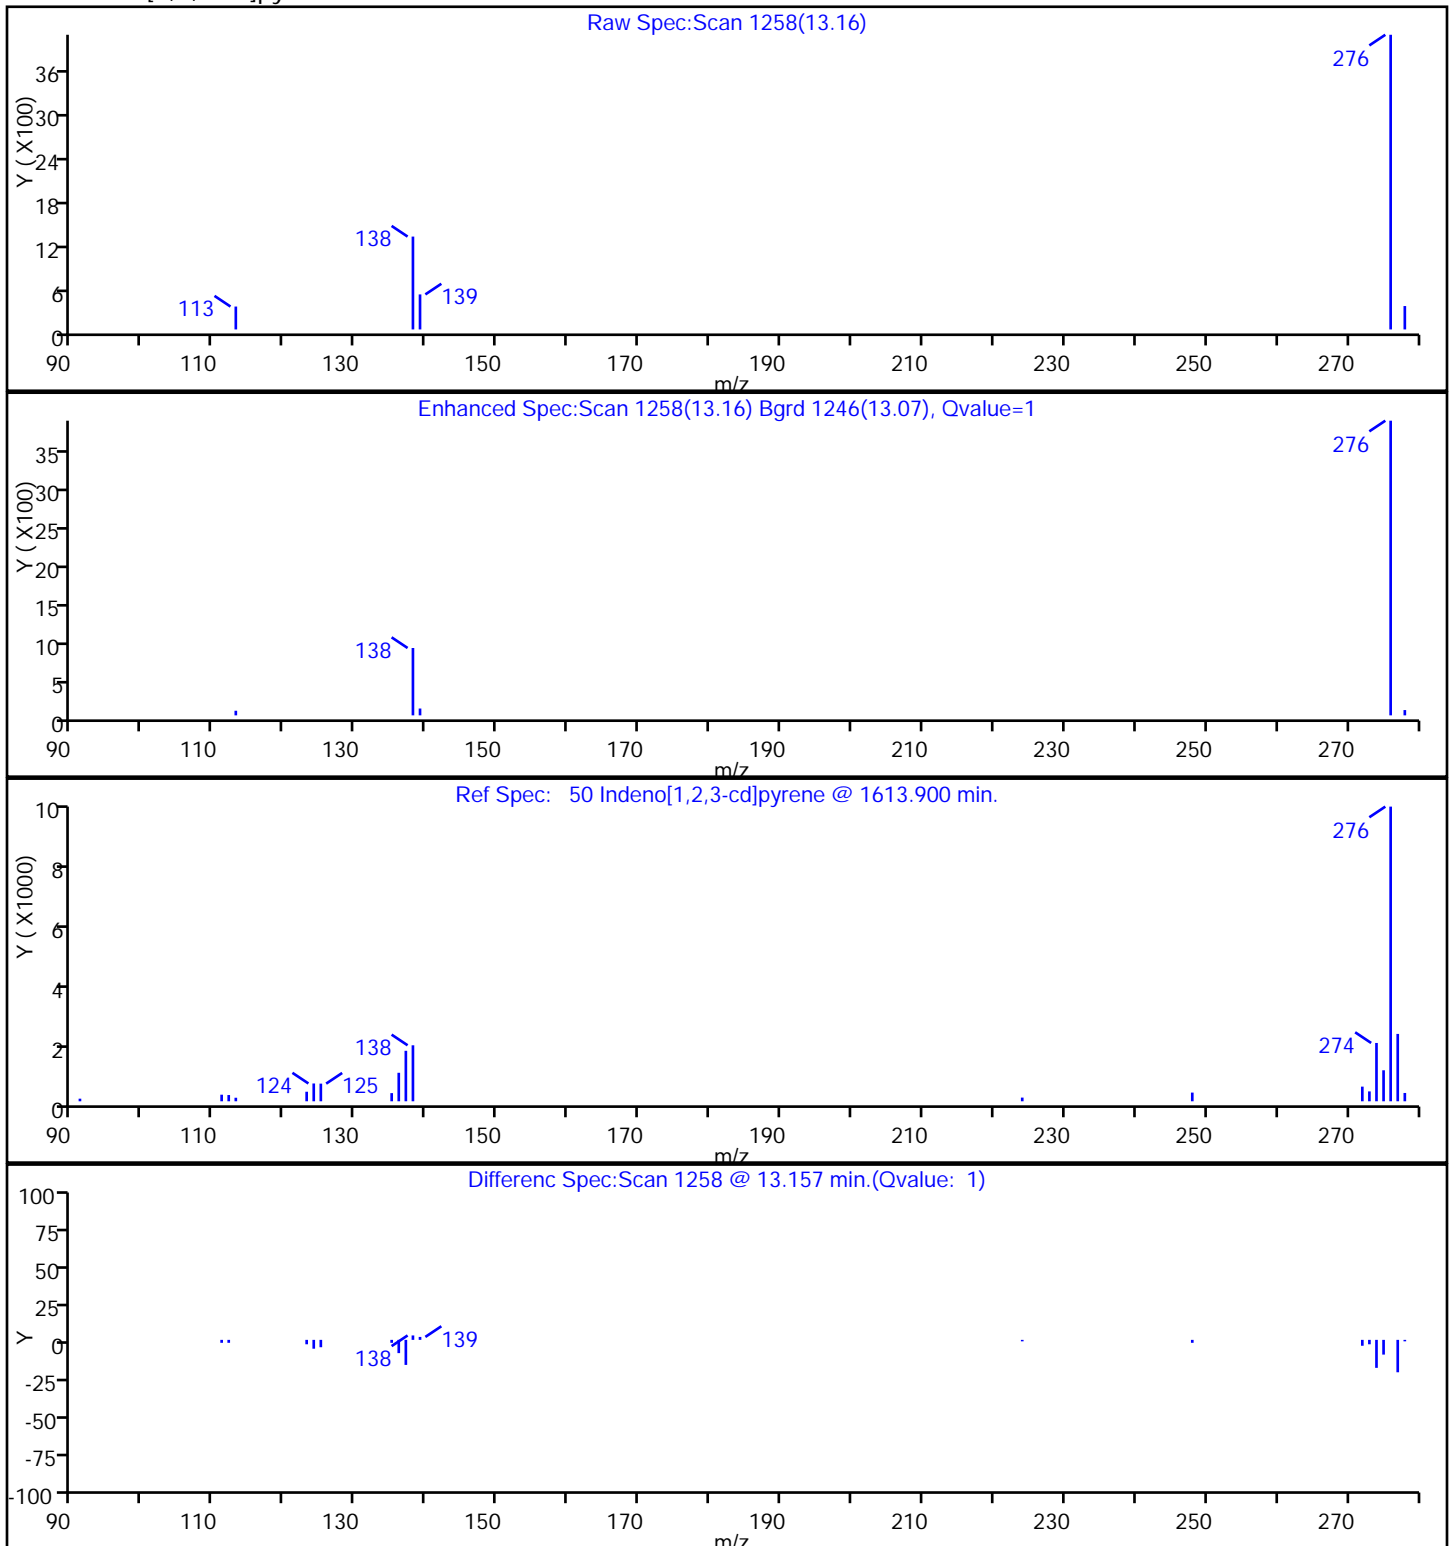 Raw Spec:Scan 1258(13.16)
Y ( X100)
36
30
24
18
12
6
0
276
138
139
113
90 110 130 150 170 190 210 230 250 270
m/z
Enhanced Spec:Scan 1258(13.16) Bgrd 1246(13.07), Qvalue=1
Y ( X100)
35
30
25
20
15
10
5
0
276
138
90 110 130 150 170 190 210 230 250 270
m/z
Ref Spec: 50 Indeno[1,2,3-cd]pyrene @ 1613.900 min.
Y ( X1000)
10
8
6
4
2
0
276
274
138
124
125
90 110 130 150 170 190 210 230 250 270
m/z
Differenc Spec:Scan 1258 @ 13.157 min.(Qvalue: 1)
Y
100
75
50
25
0
-25
-50
-75
-100
138
139
90 110 130 150 170 190 210 230 250 270
m/z